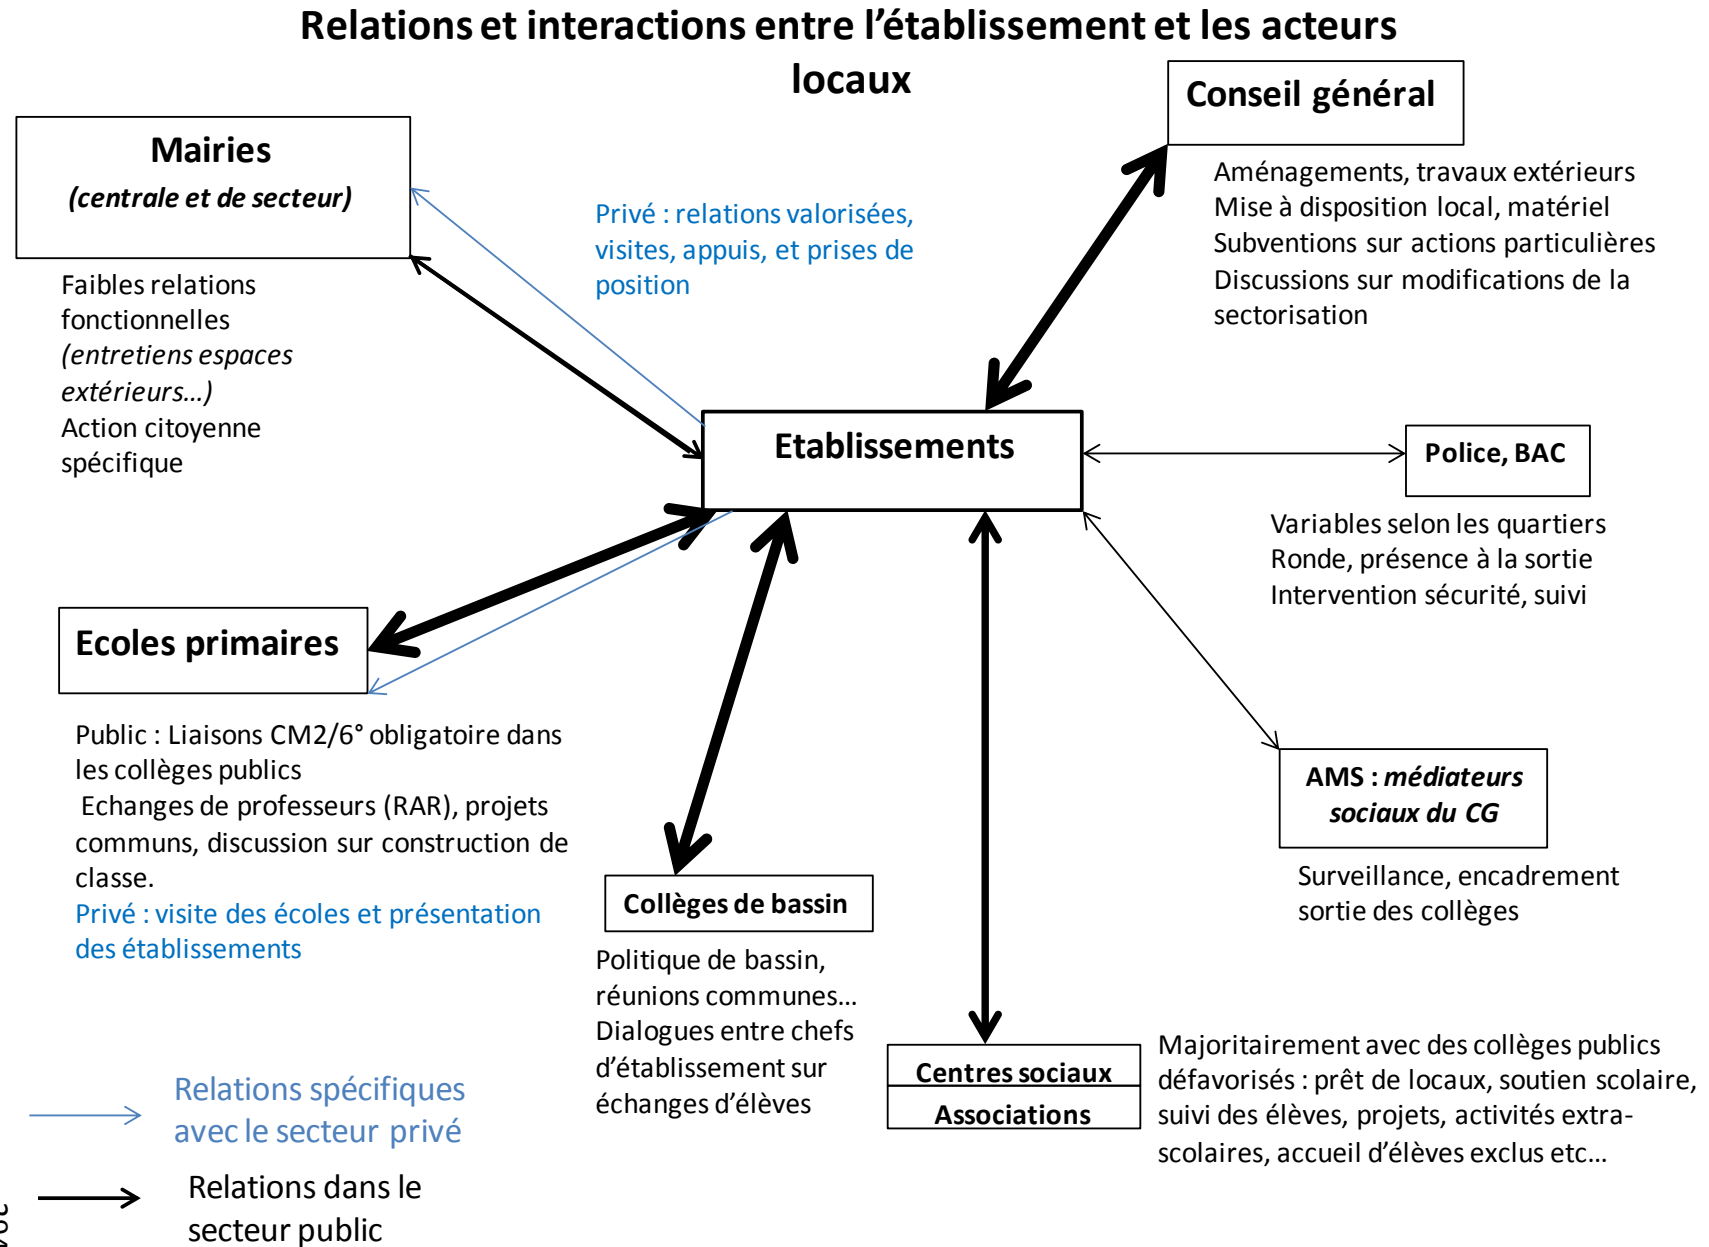 Relations et interactions entre l’établissement et les acteurs
locaux
Conseil général
Aménagements, travaux extérieurs
Mise à disposition local, matériel
Subventions sur actions particulières
Discussions sur modifications de la
sectorisation
Mairies
(centrale et de secteur)
Faibles relations
fonctionnelles
(entretiens espaces
extérieurs…)
Action citoyenne
spécifique
Privé : relations valorisées,
visites, appuis, et prises de
position
Etablissements
Police, BAC
Variables selon les quartiers
Ronde, présence à la sortie
Intervention sécurité, suivi
Ecoles primaires
Public : Liaisons CM2/6° obligatoire dans
les collèges publics
Echanges de professeurs (RAR), projets
communs, discussion sur construction de
classe.
Privé : visite des écoles et présentation
des établissements
AMS : médiateurs
sociaux du CG
Surveillance, encadrement
sortie des collèges
Collèges de bassin
Politique de bassin,
réunions communes…
Dialogues entre chefs
d’établissement sur
échanges d’élèves
Centres sociaux
Associations
Majoritairement avec des collèges publics
défavorisés : prêt de locaux, soutien scolaire,
suivi des élèves, projets, activités extra-
scolaires, accueil d’élèves exclus etc…
Relations spécifiques
avec le secteur privé
Relations dans le
secteur public